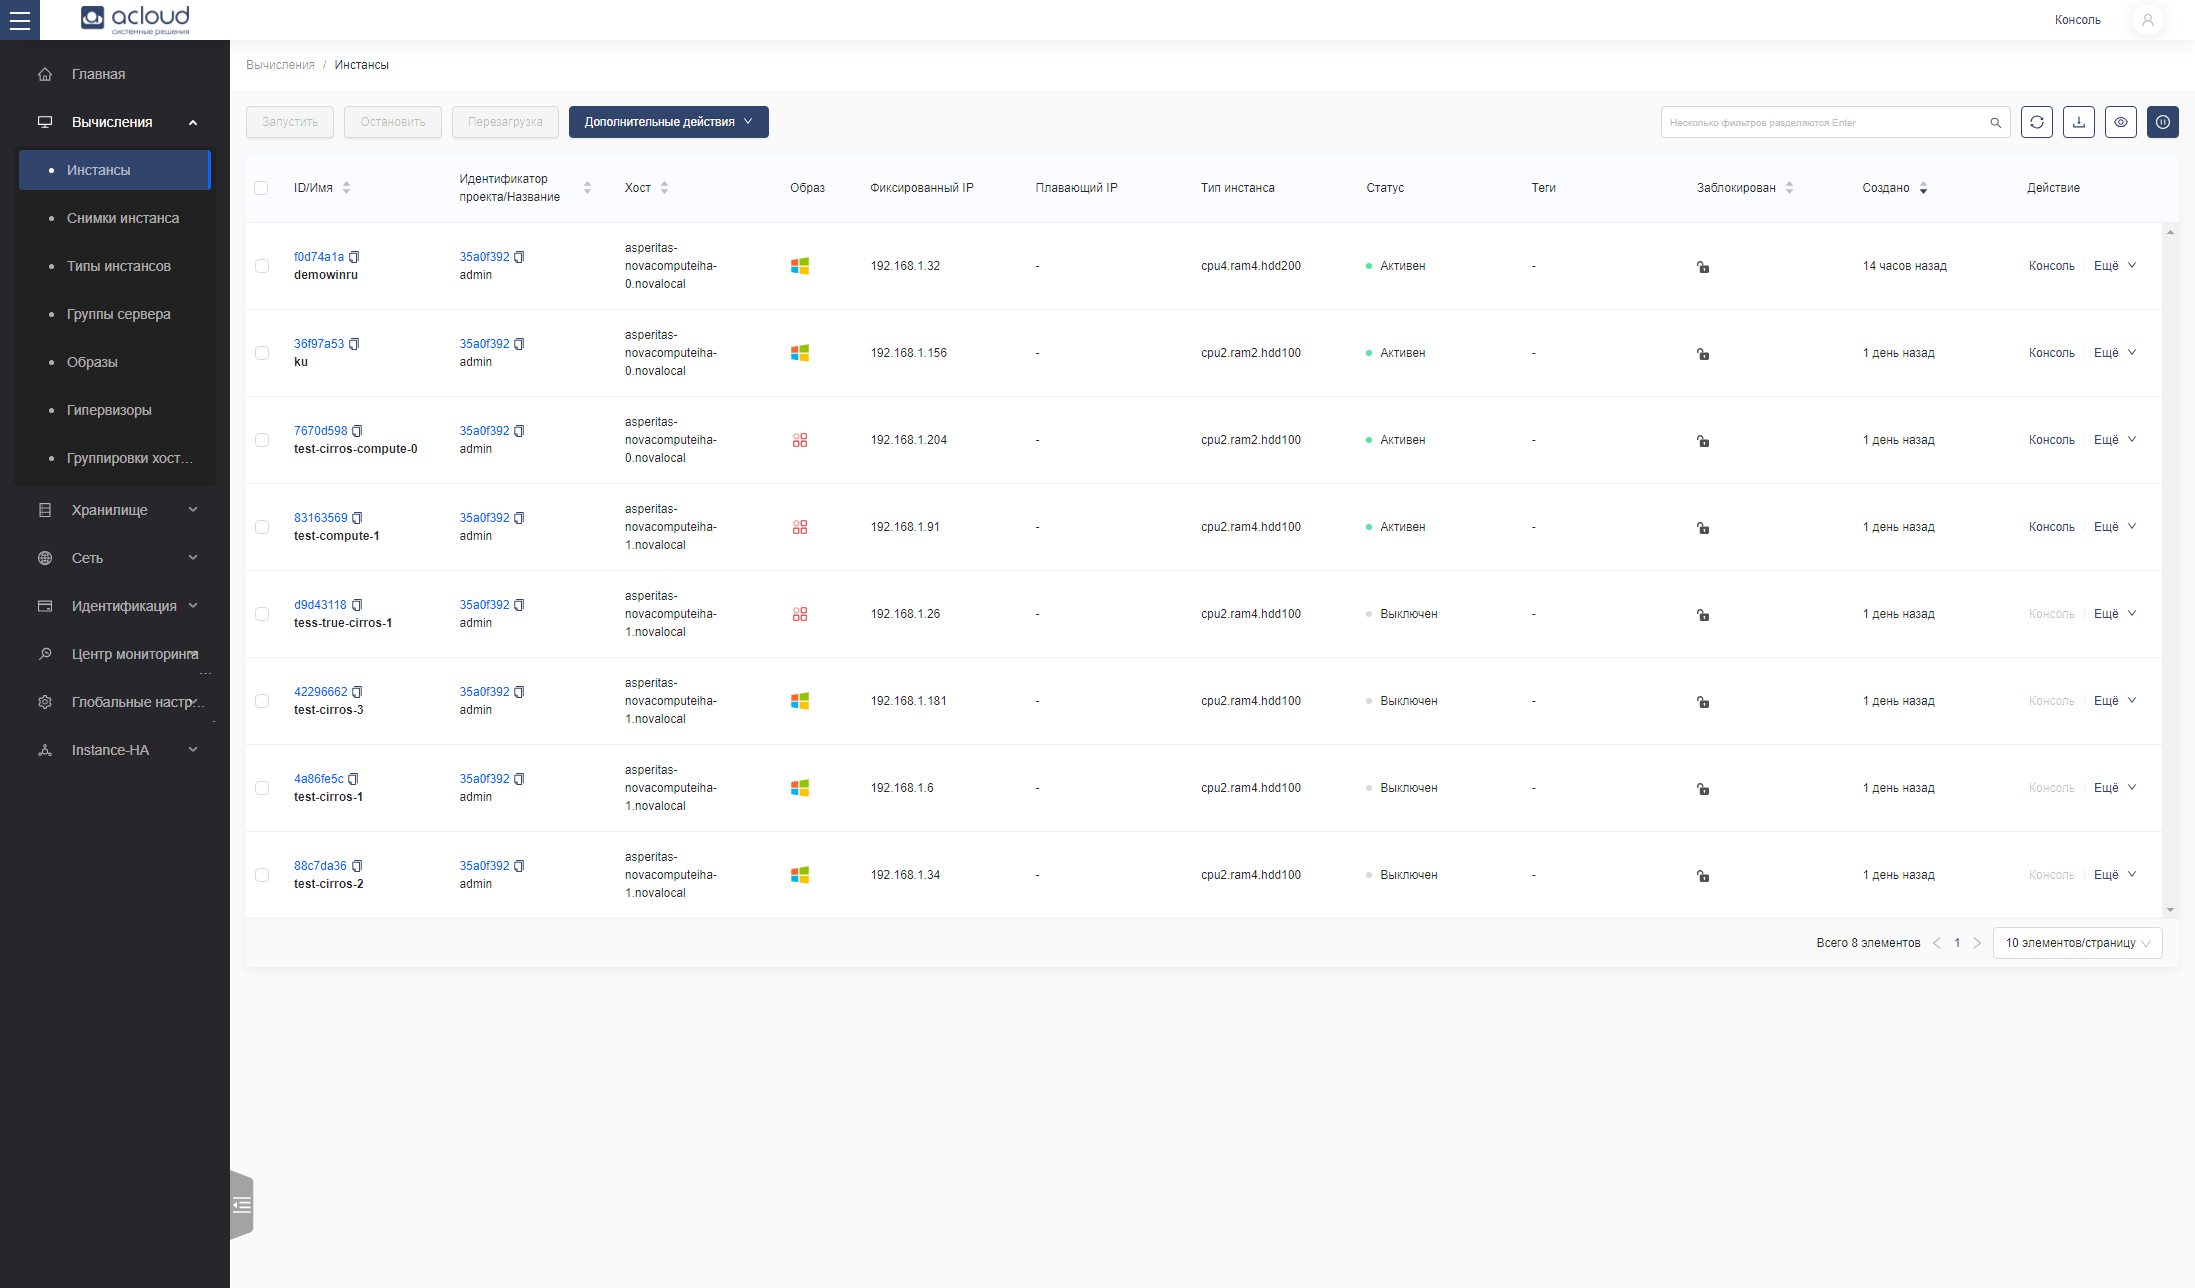 acloud
системные решения
Консоль
Главная
Вычисления
Инстансы
Снимки инстанса
Типы инстансов
Группы сервера
Образы
Гипервизоры
Группировки хост...
Хранилище
Сеть
Идентификация
Центр мониторинга
...
Глобальные настр...
Instance-HA
Вычисления / Инстансы
Запустить Остановить Перезагрузка Дополнительные действия
Несколько фильтров разделяются Enter
ID/Имя Идентификатор проекта/Название Хост Образ Фиксированный IP Плавающий IP Тип инстанса Статус Теги Заблокирован Создано Действие
f0d74a1a 35a0f392 asperitas-
demowinru admin novacomputeiha- 192.168.1.32 - cpu4.ram4.hdd200 Активен - 14 часов назад Консоль Ещё
0.novalocal
36f97a53 35a0f392 asperitas-
ku admin novacomputeiha- 192.168.1.156 - cpu2.ram2.hdd100 Активен - 1 день назад Консоль Ещё
0.novalocal
7670d598 35a0f392 asperitas-
test-cirros-compute-0 admin novacomputeiha- 192.168.1.204 - cpu2.ram2.hdd100 Активен - 1 день назад Консоль Ещё
0.novalocal
83163569 35a0f392 asperitas-
test-compute-1 admin novacomputeiha- 192.168.1.91 - cpu2.ram4.hdd100 Активен - 1 день назад Консоль Ещё
1.novalocal
d9d43118 35a0f392 asperitas-
tess-true-cirros-1 admin novacomputeiha- 192.168.1.26 - cpu2.ram4.hdd100 Выключен - 1 день назад Консоль Ещё
1.novalocal
42296662 35a0f392 asperitas-
test-cirros-3 admin novacomputeiha- 192.168.1.181 - cpu2.ram4.hdd100 Выключен - 1 день назад Консоль Ещё
1.novalocal
4a86fe5c 35a0f392 asperitas-
test-cirros-1 admin novacomputeiha- 192.168.1.6 - cpu2.ram4.hdd100 Выключен - 1 день назад Консоль Ещё
1.novalocal
88c7da36 35a0f392 asperitas-
test-cirros-2 admin novacomputeiha- 192.168.1.34 - cpu2.ram4.hdd100 Выключен - 1 день назад Консоль Ещё
1.novalocal
Всего 8 элементов < 1 > 10 элементов/страницу